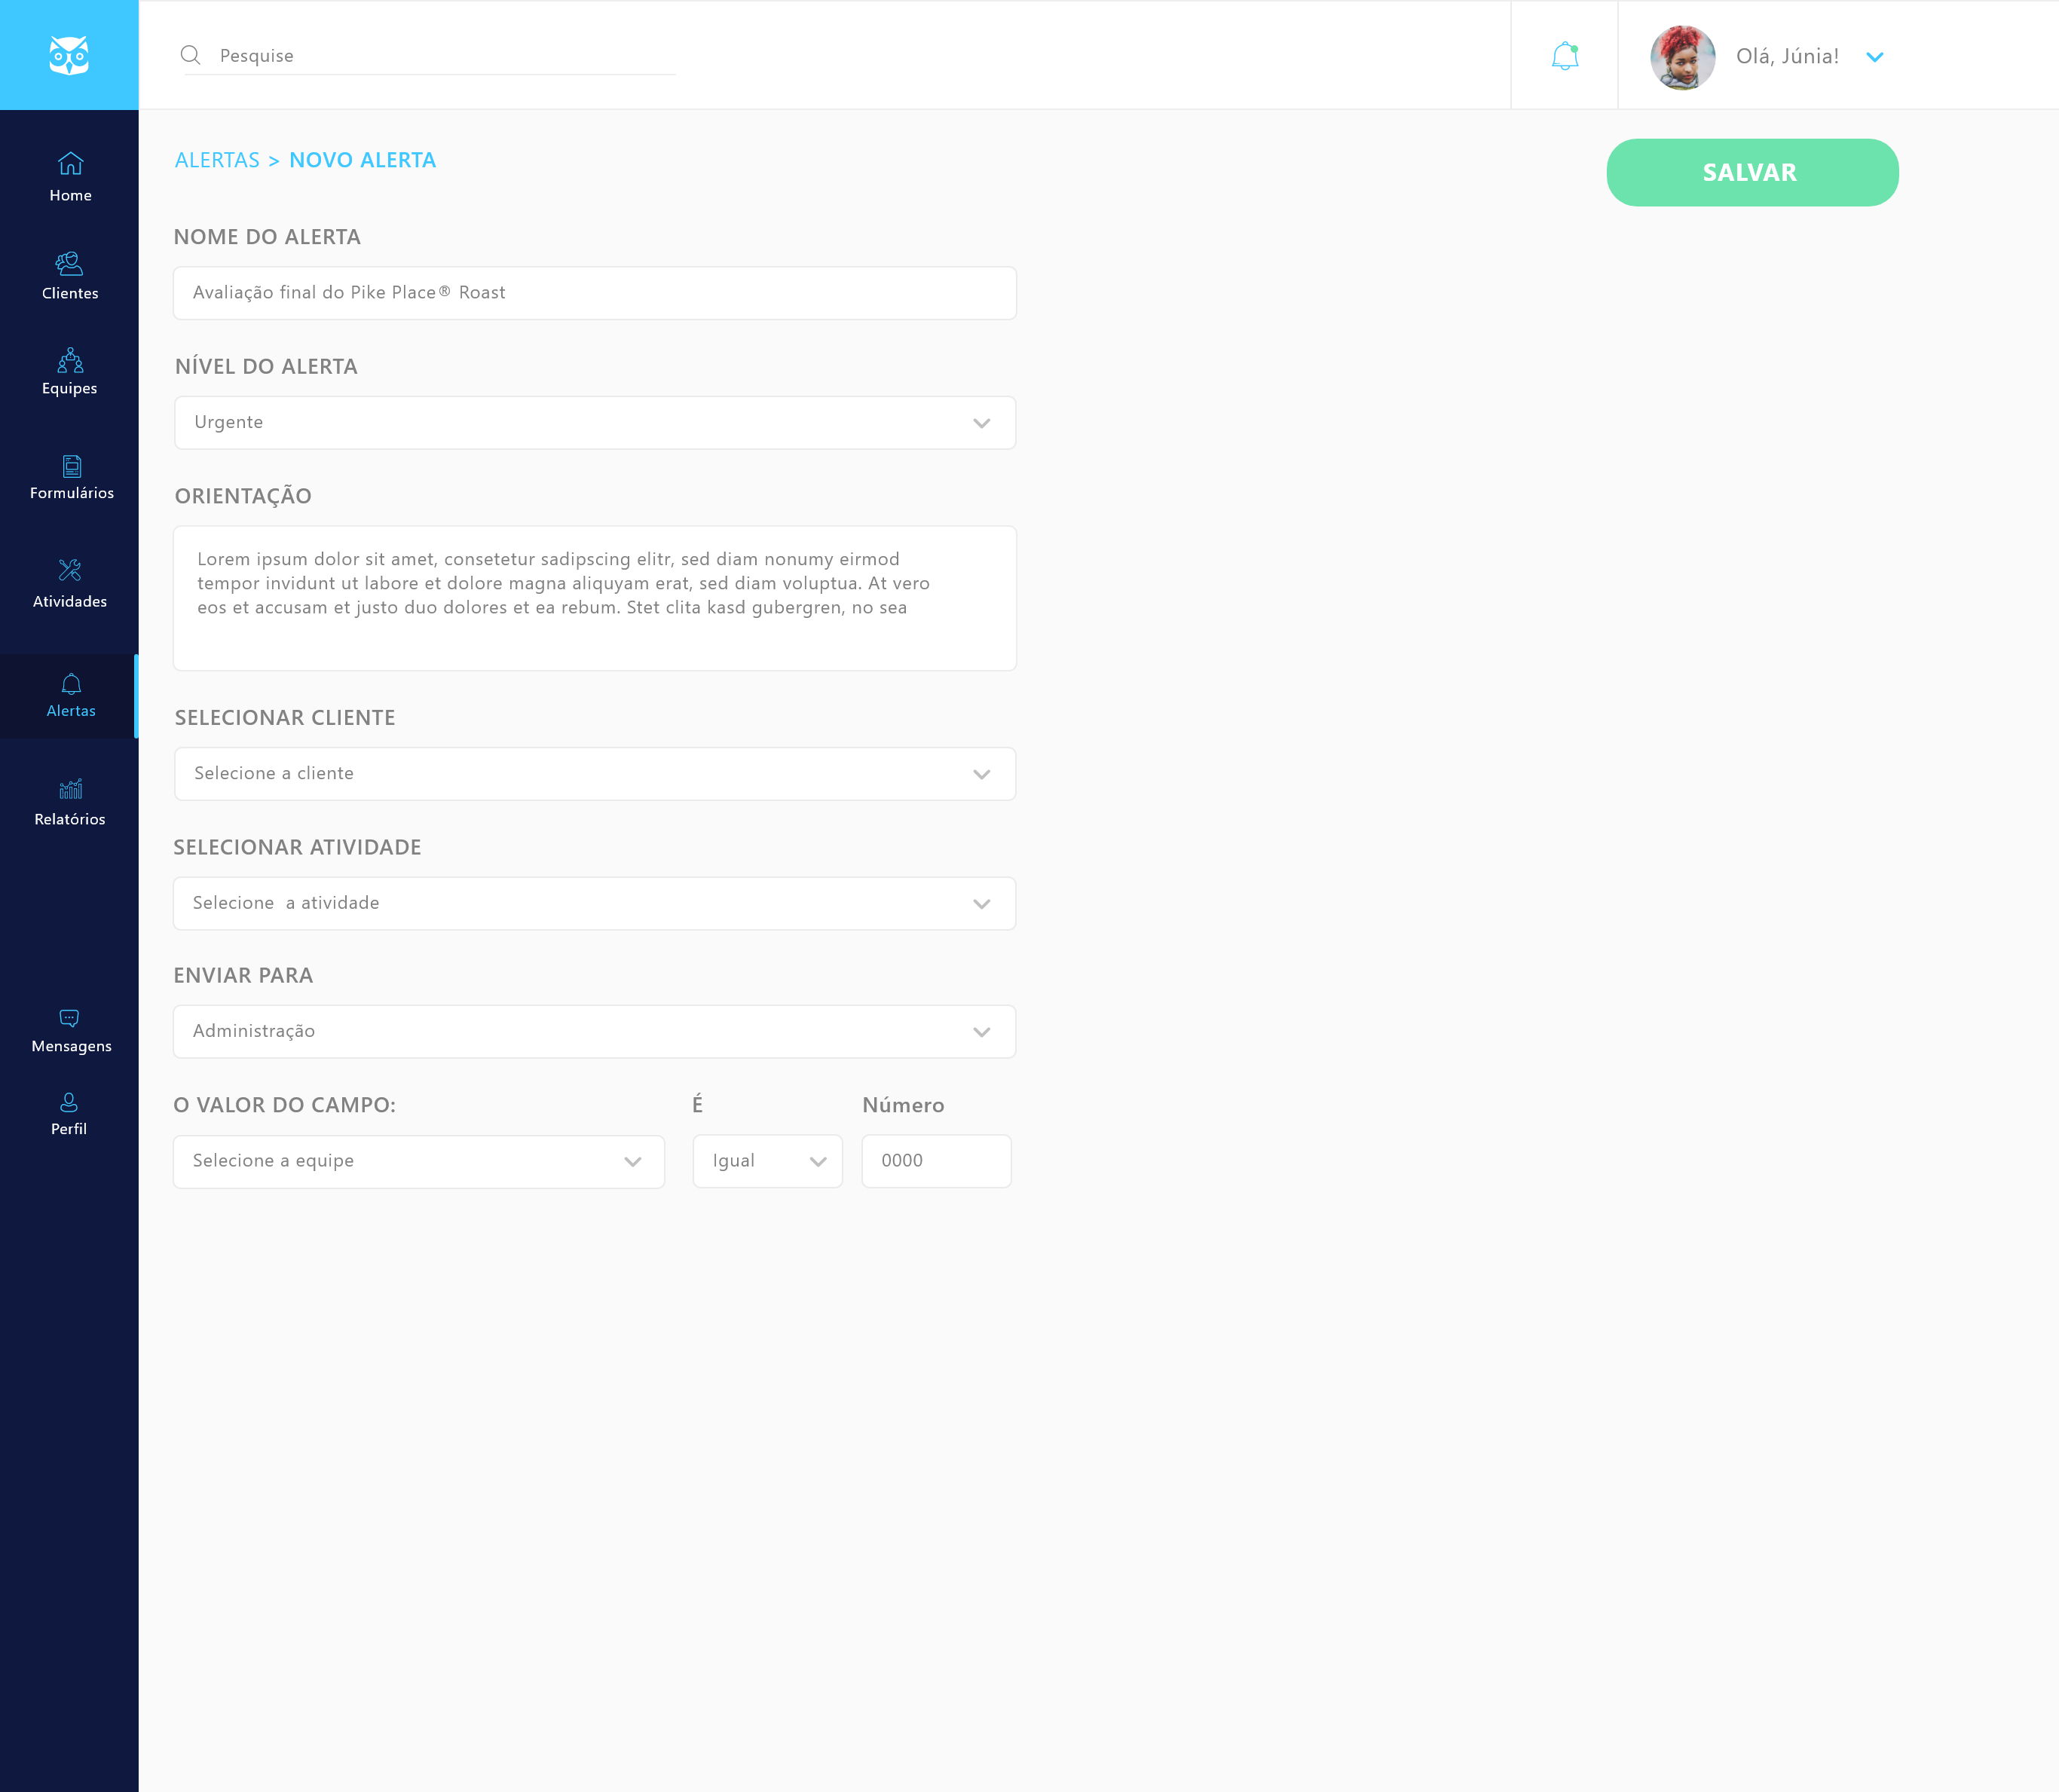 Pesquise
Olá, Júnia!
Home
Clientes
Equipes
Formulários
Atividades
Alertas
Relatórios
Mensagens
Perfil
ALERTAS > NOVO ALERTA
SALVAR
NOME DO ALERTA
Avaliação final do Pike Place® Roast
NÍVEL DO ALERTA
Urgente
ORIENTAÇÃO
Lorem ipsum dolor sit amet, consetetur sadipscing elitr, sed diam nonumy eirmod
tempor invidunt ut labore et dolore magna aliquyam erat, sed diam voluptua. At vero
eos et accusam et justo duo dolores et ea rebum. Stet clita kasd gubergren, no sea
SELECIONAR CLIENTE
Selecione a cliente
SELECIONAR ATIVIDADE
Selecione  a atividade
ENVIAR PARA
Administração
O VALOR DO CAMPO:
Selecione a equipe
É
Igual
Número
0000